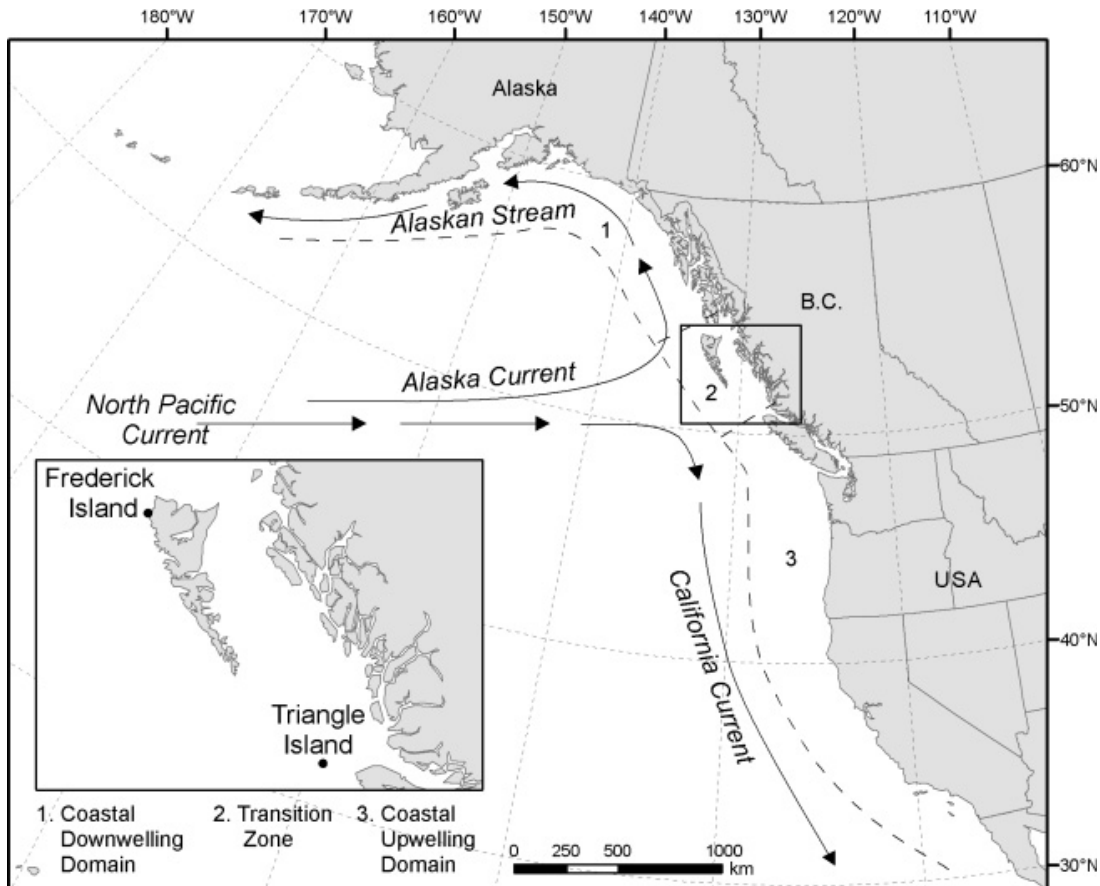 180°W 170°W 160°W 150°W 140°W 130°W 120°W 110°W
Alaska
60°N
Alaskan Stream
1
B.C.
Alaska Current
2
50°N
North Pacific
Current
Frederick
Island
3
USA
California Current
40°N
Triangle
Island
1. Coastal
Downwelling
Domain
2. Transition
Zone
3. Coastal
Upwelling
Domain
0 250 500 1000
km
30°N